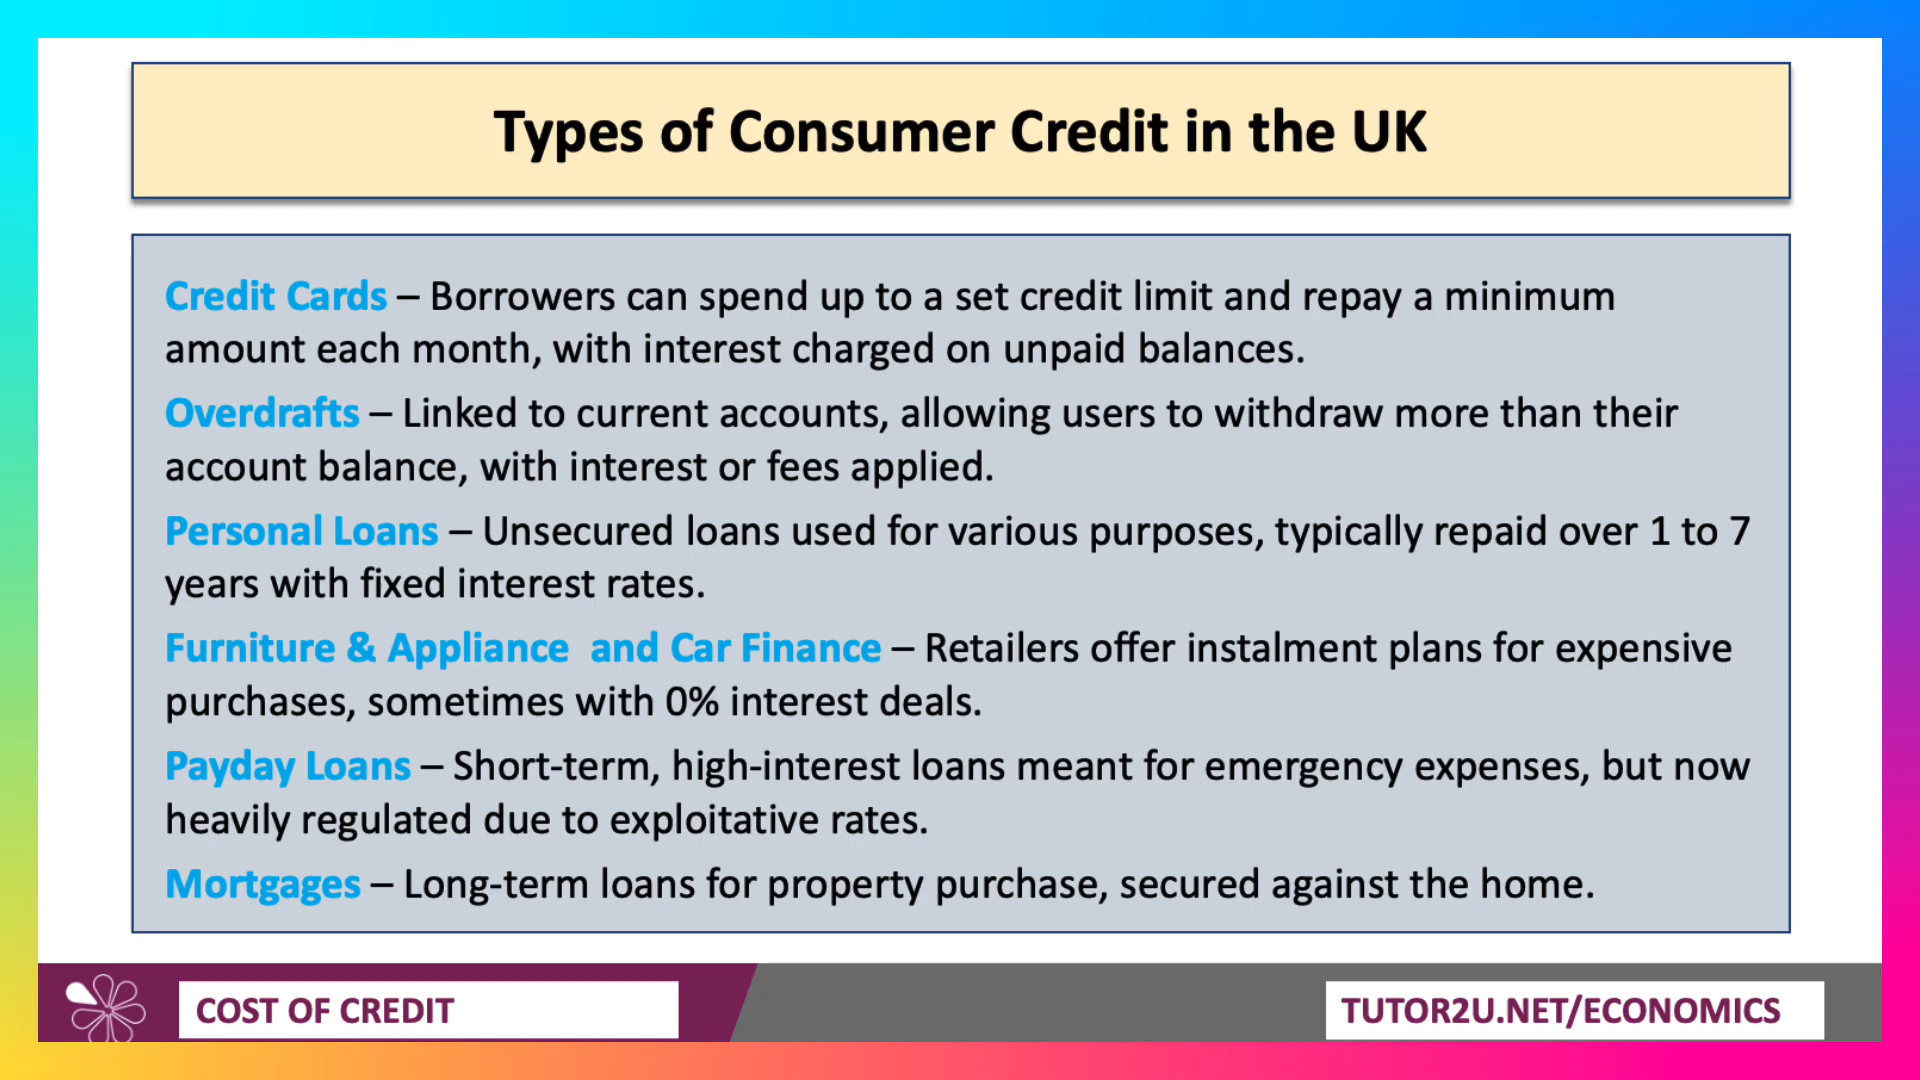 Types of Consumer Credit in the UK
Credit Cards – Borrowers can spend up to a set credit limit and repay a minimum
amount each month, with interest charged on unpaid balances.
Overdrafts – Linked to current accounts, allowing users to withdraw more than their
account balance, with interest or fees applied.
Personal Loans – Unsecured loans used for various purposes, typically repaid over 1 to 7
years with fixed interest rates.
Furniture & Appliance  and Car Finance – Retailers offer instalment plans for expensive
purchases, sometimes with 0% interest deals.
Payday Loans – Short-term, high-interest loans meant for emergency expenses, but now
heavily regulated due to exploitative rates.
Mortgages – Long-term loans for property purchase, secured against the home.
COST OF CREDIT
TUTOR2U.NET/ECONOMICS